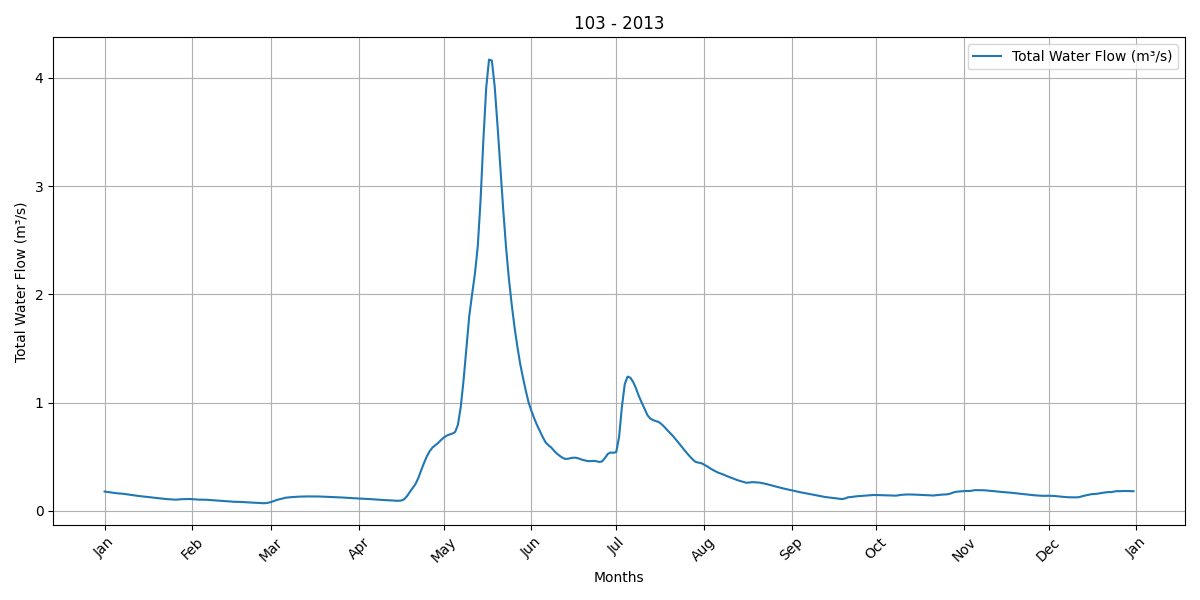 103 - 2013
Total Water Flow (m³/s)
Total Water Flow (m³/s)
4
3
2
1
0
Jan Feb Mar Apr May Jun Jul Aug Sep Oct Nov Dec Jan
Months